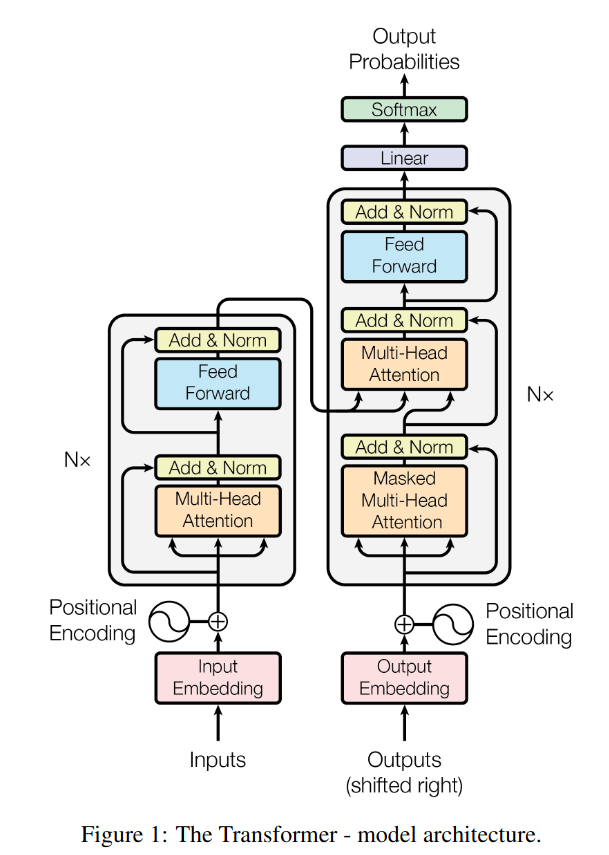 Output
Probabilities
Softmax
Linear
Add & Norm
Feed
Forward
Add & Norm
Multi-Head
Attention
Add & Norm
Masked
Multi-Head
Attention
N×
Add & Norm
Feed
Forward
Add & Norm
Multi-Head
Attention
N×
Positional
Encoding
Positional
Encoding
Input
Embedding
Output
Embedding
Inputs
Outputs
(shifted right)
Figure 1: The Transformer - model architecture.